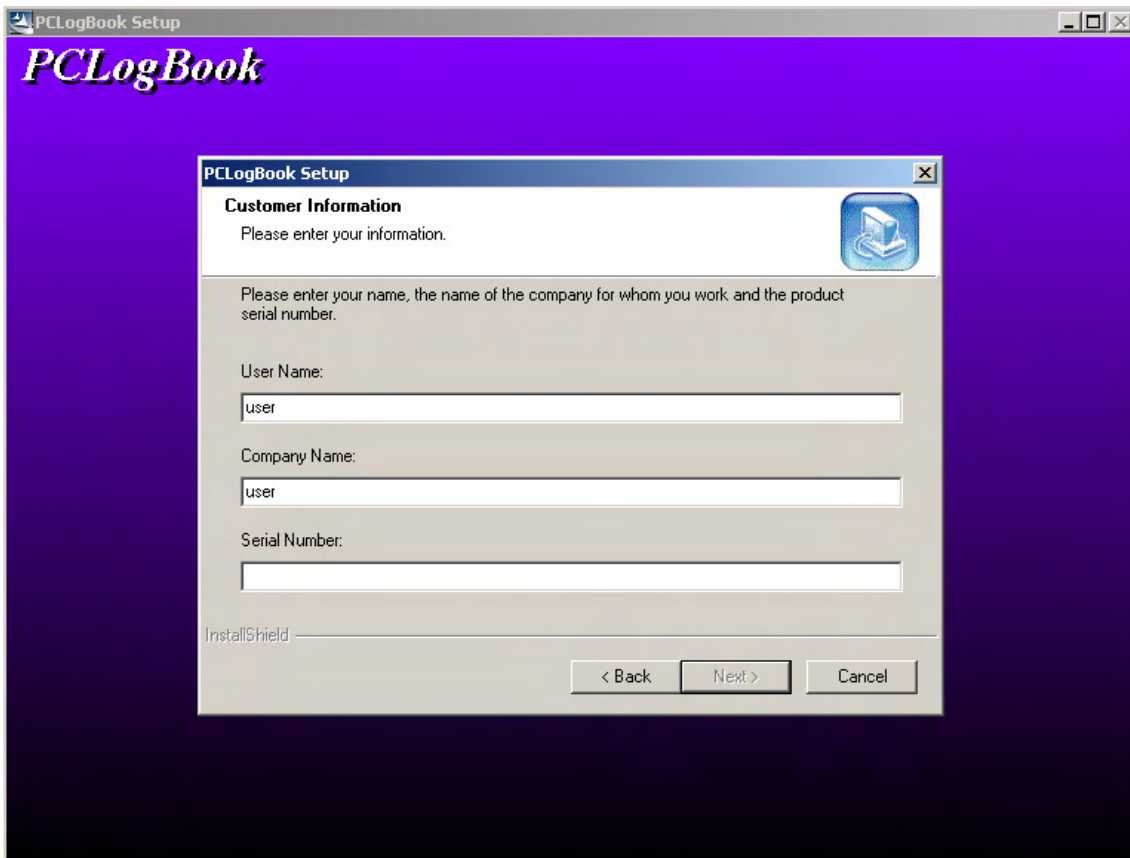 PCLogBook Setup
PCLogBook
PCLogBook Setup
Customer Information
Please enter your information.
Please enter your name, the name of the company for whom you work and the product
serial number.
User Name:
user
Company Name:
user
Serial Number:
InstallShield
< Back
Next >
Cancel